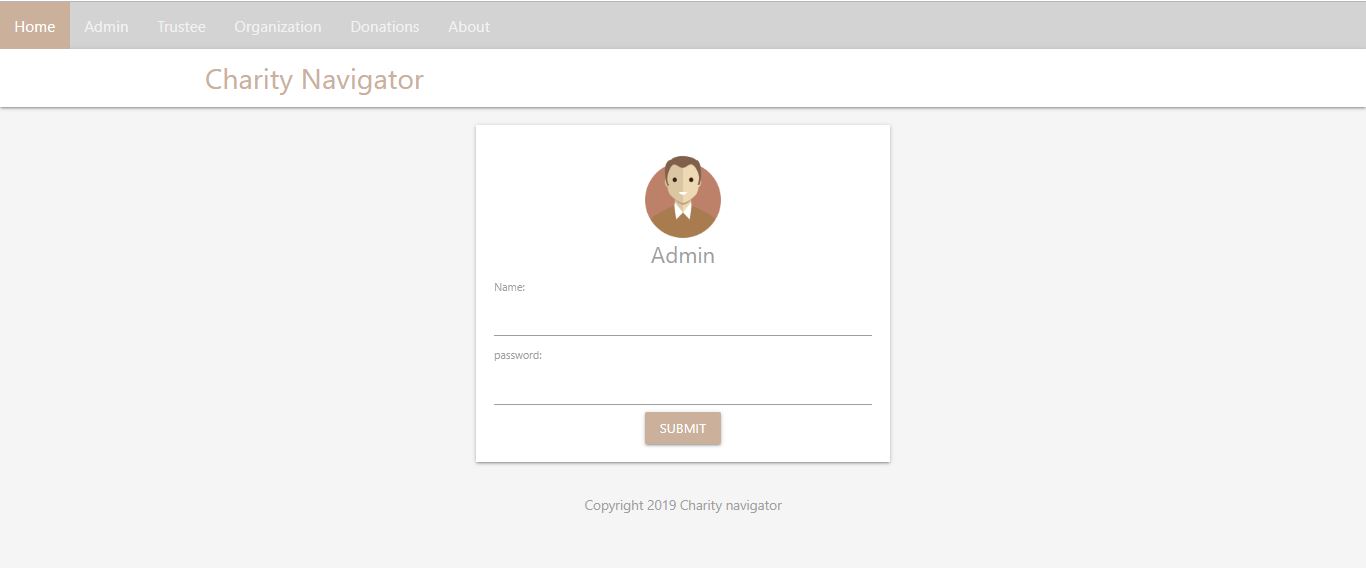 Home Admin Trustee Organization Donations About
Charity Navigator
Admin
Name:
password:
SUBMIT
Copyright 2019 Charity navigator